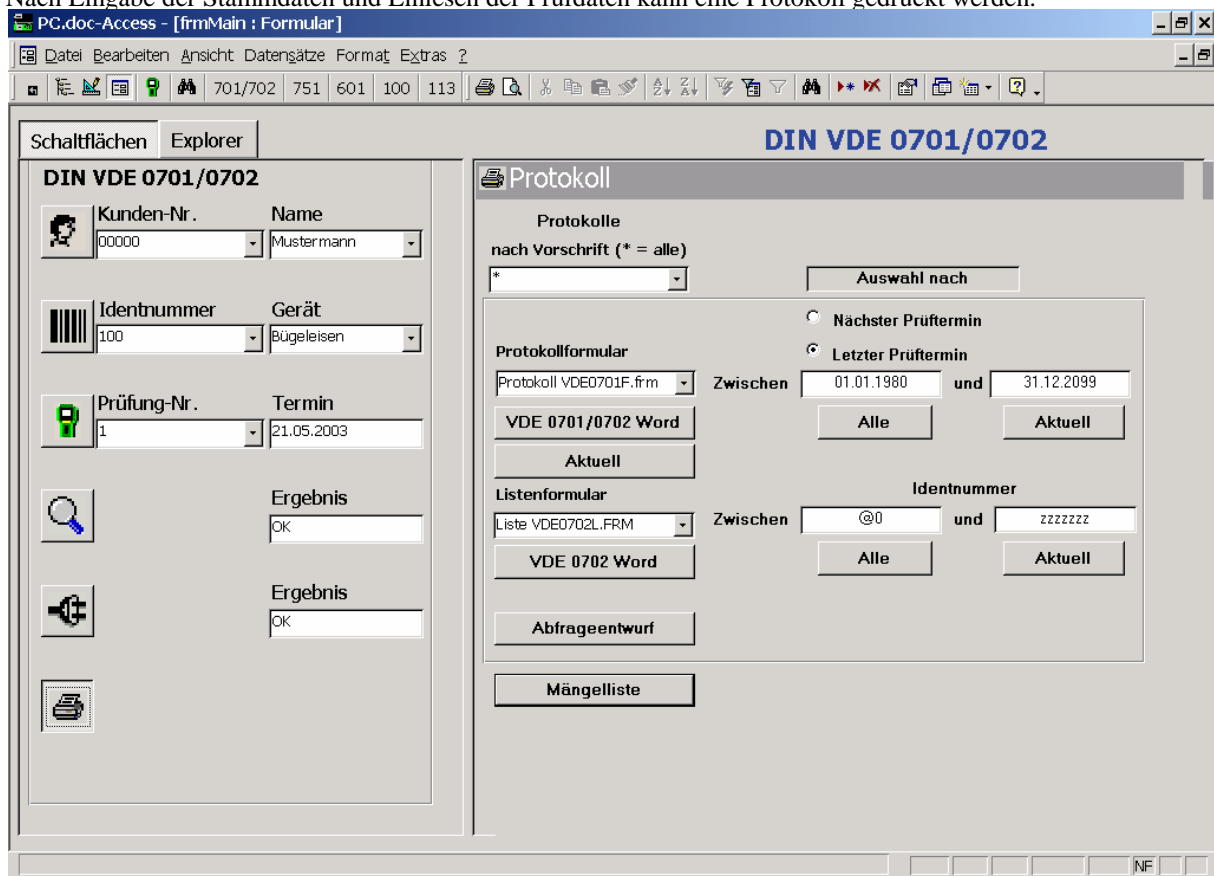 Nach Eingabe der Stammdaten und Einlesen der Prüfdaten kann eine Protokoll gedruckt werden.
PC.doc-Access - [frmMain : Formular]
Datei Bearbeiten Ansicht Datensätze Format Extras ?
701/702 751 601 100 113
Schaltflächen Explorer
DIN VDE 0701/0702
DIN VDE 0701/0702
Kunden-Nr. Name
00000 Mustermann
Identnummer Gerät
100 Bügeleisen
Prüfung-Nr. Termin
1 21.05.2003
Ergebnis
OK
Ergebnis
OK
Protokoll
Protokolle
nach Vorschrift (* = alle)
*
Auswahl nach
Nächster Prüftermin
Protokollformular Letzter Prüftermin
Protokoll VDE0701F.frm Zwischen 01.01.1980 und 31.12.2099
VDE 0701/0702 Word Alle Aktuell
Aktuell
Listenformular Identnummer
Liste VDE0702L.FRM Zwischen @0 und zzzzzzz
VDE 0702 Word Alle Aktuell
Abfrageentwurf
Mängelliste
NF